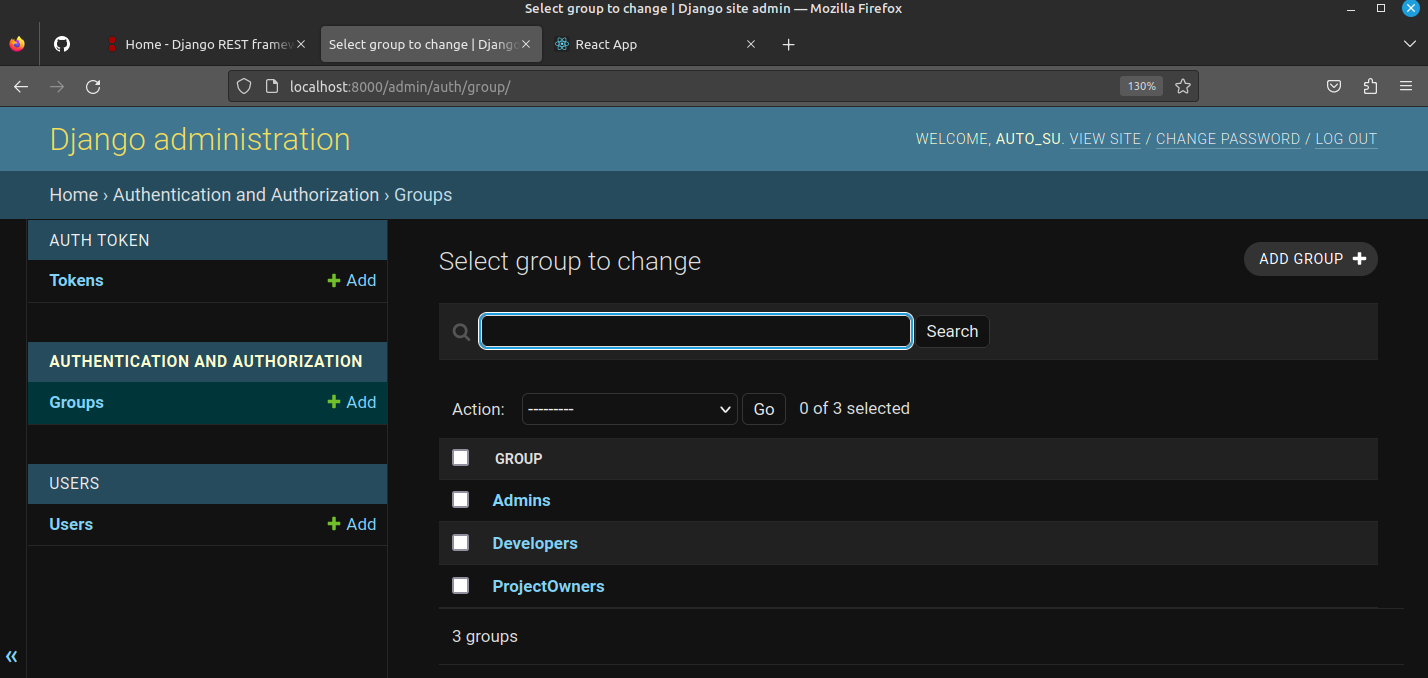 Select group to change | Django site admin — Mozilla Firefox
Home - Django REST framew
Select group to change | Django
React App
localhost:8000/admin/auth/group/
130%
Django administration
WELCOME, AUTO_SU. VIEW SITE / CHANGE PASSWORD / LOG OUT
Home › Authentication and Authorization › Groups
AUTH TOKEN
Tokens
Add
AUTHENTICATION AND AUTHORIZATION
Groups
Add
USERS
Users
Add
«
Select group to change
ADD GROUP
Search
Action:
---------
Go
0 of 3 selected
GROUP
Admins
Developers
ProjectOwners
3 groups